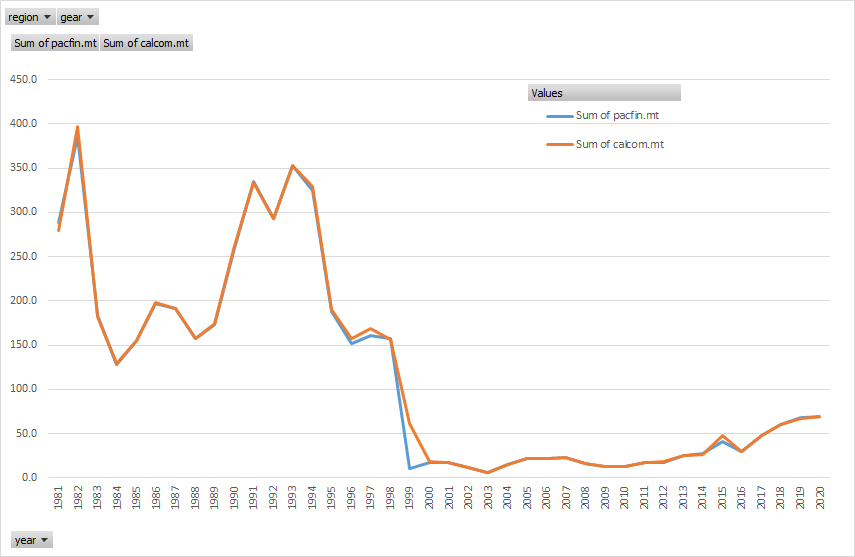 region gear
Sum of pacfin.mt Sum of calcom.mt
450.0
400.0
350.0
300.0
250.0
200.0
150.0
100.0
50.0
0.0
Values
Sum of pacfin.mt
Sum of calcom.mt
1981 1982 1983 1984 1985 1986 1987 1988 1989 1990 1991 1992 1993 1994 1995 1996 1997 1998 1999 2000 2001 2002 2003 2004 2005 2006 2007 2008 2009 2010 2011 2012 2013 2014 2015 2016 2017 2018 2019 2020
year